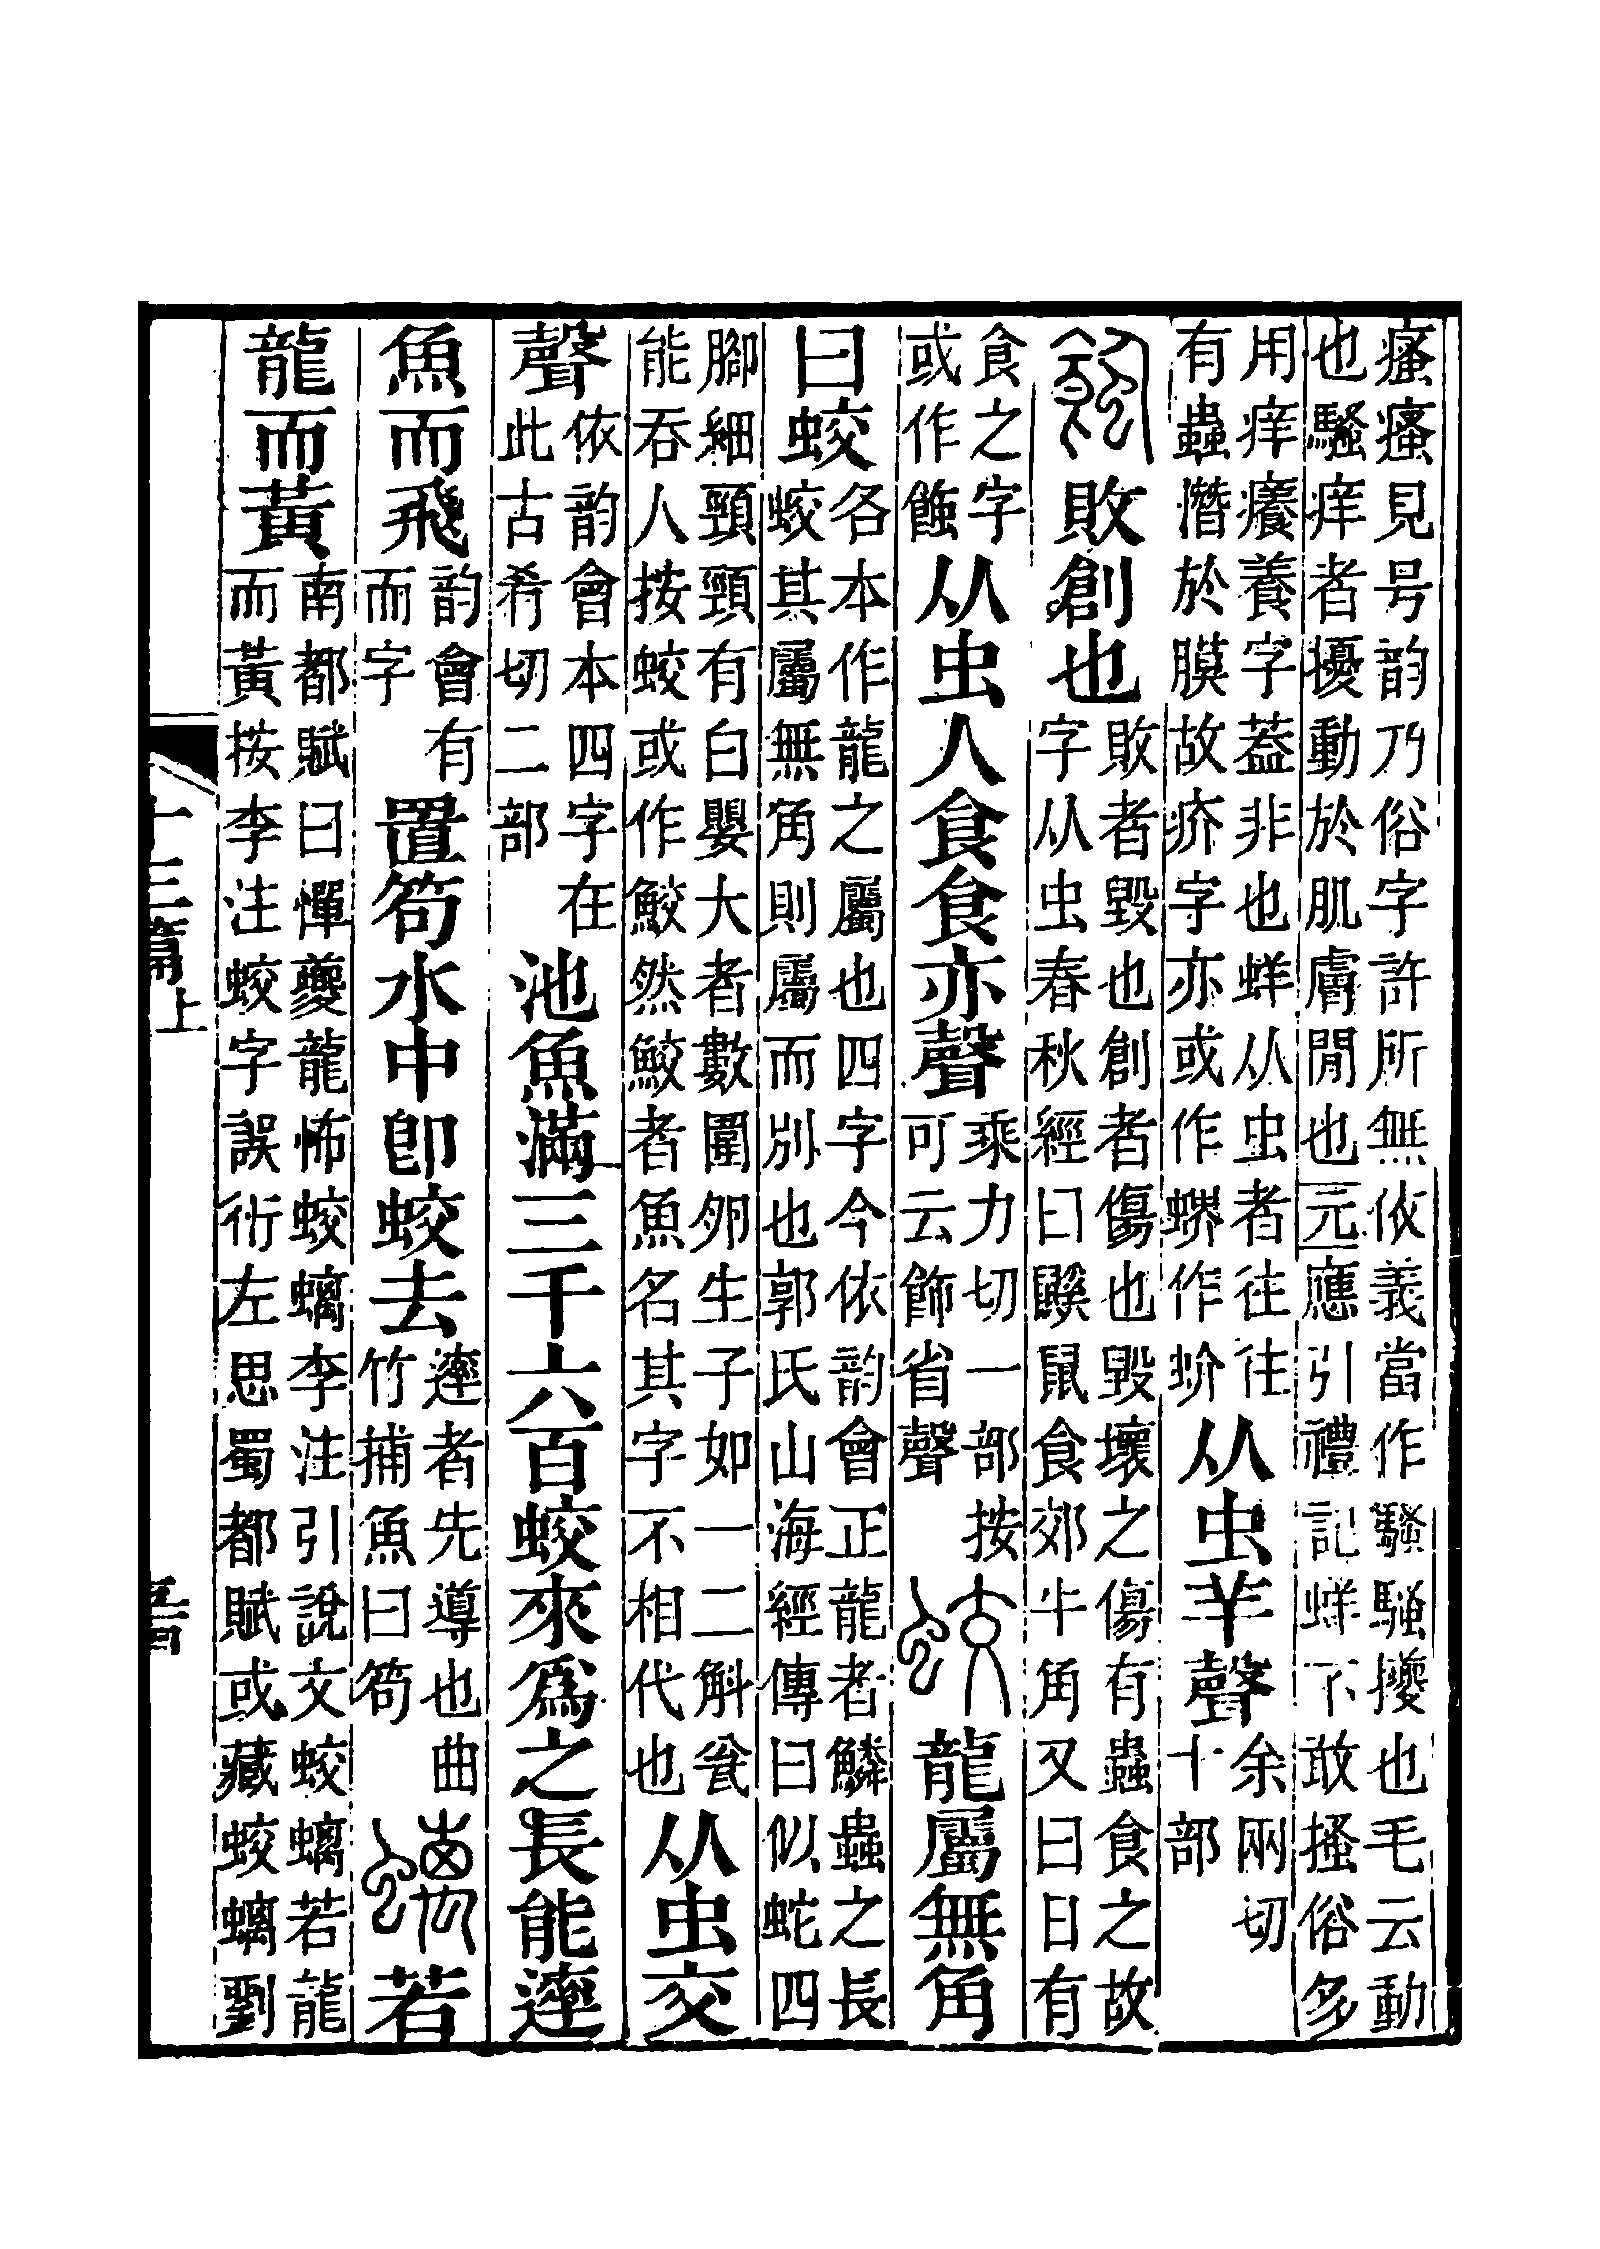 瘙瘙見号韵乃俗字許所無依義當作騷騷擾也毛云動
也騷痒者擾動於肌膚閒也元應引禮記蛘不敢搔俗多
用痒癢養字葢非也蛘从虫者往往
有蟲潛於膜故疥字亦或作作蚧
从虫羊聲
余兩切
十部
蝕敗創也
敗者毀也創者傷也毀壞之傷有蟲食之故
字从虫春秋經曰鼷鼠食郊牛角又曰日有
食之字
或作蝕
从虫人食食亦聲
乘力切一部按
可云飾省聲
蛟龍屬無角
曰蛟
各本作龍之屬也四字今依韵會正龍者鱗蟲之長
蛟其屬無角則屬而別也郭氏山海經傳曰似蛇四
腳細頸頸有白嬰大者數圍卵生子如一二斛瓮
能吞人按蛟或作鮫然鮫者魚名其字不相代也
从虫交
聲
依韵會本四字在
此古肴切二部
池魚滿三千六百蛟來爲之長能䢦
魚而飛
韵會有
而字
置笱水中卽蛟去
䢦者先導也曲
竹捕魚曰笱
螭若
龍而黃
南都賦曰憚夔龍怖蛟螭李注引說文蛟螭若龍
而黃按李注蛟字誤衍左思蜀都賦或藏蛟螭劉
十三篇上